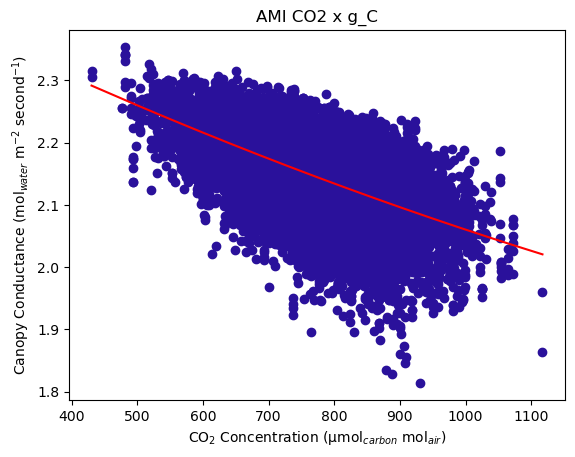 AMI CO2 x g_C
Canopy Conductance (mol_water m⁻² second⁻¹)
2.3
2.2
2.1
2.0
1.9
1.8
400 500 600 700 800 900 1000 1100
CO₂ Concentration (μmol_carbon mol_air)